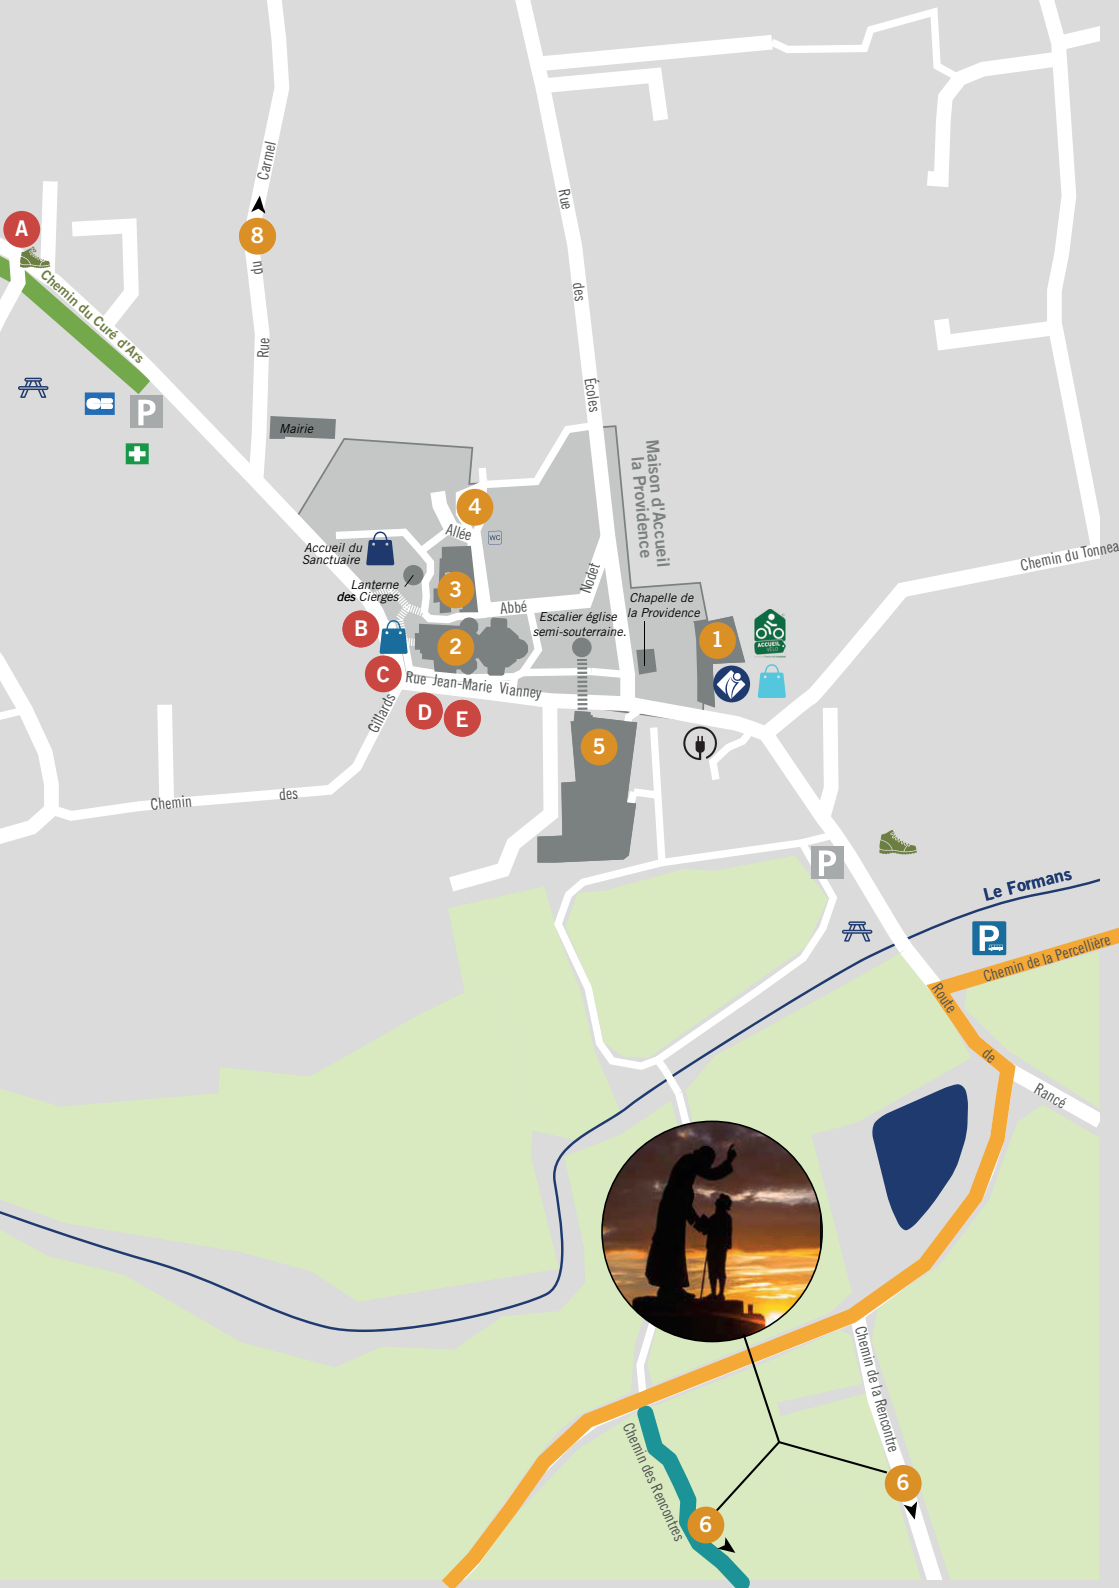 Carmel
A
8
du
Rue
des
Chemin du Curé d'Ars
Rue
Écoles
P
Mairie
Maison d'Accueil
la Providence
4
Allée
WC
Accueil du
Sanctuaire
Lanterne
des Cierges
3
Nodet
Abbé
Chemin du Tonnea
Escalier église
semi-souterraine.
Chapelle de
la Providence
B
2
1
ACCUEIL
VÉLO
C
Rue Jean-Marie Vianney
D
E
Gillards
5
Chemin
des
P
Le Formans
P
Chemin de la Percellière
Route
de
Rancé
Chemin de la Rencontre
Chemin des Rencontres
6
6